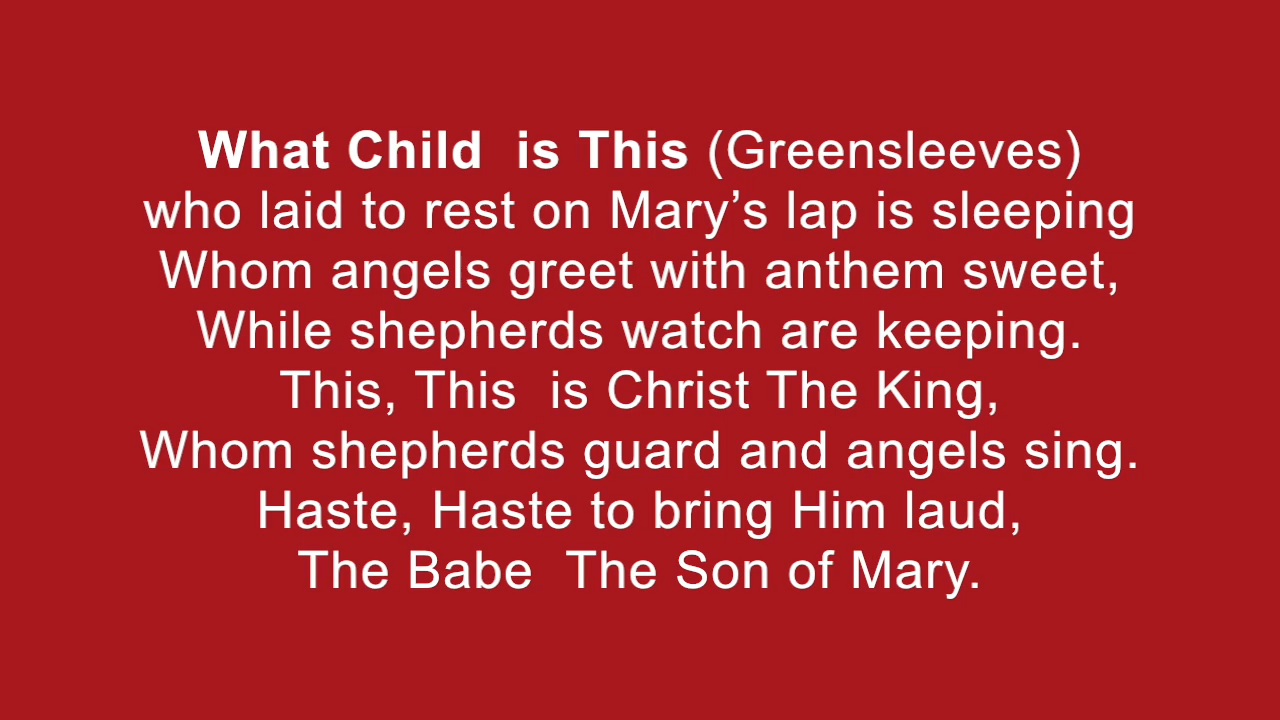 What Child  is This (Greensleeves)
who laid to rest on Mary’s lap is sleeping
Whom angels greet with anthem sweet,
While shepherds watch are keeping.
This, This  is Christ The King,
Whom shepherds guard and angels sing.
Haste, Haste to bring Him laud,
The Babe  The Son of Mary.